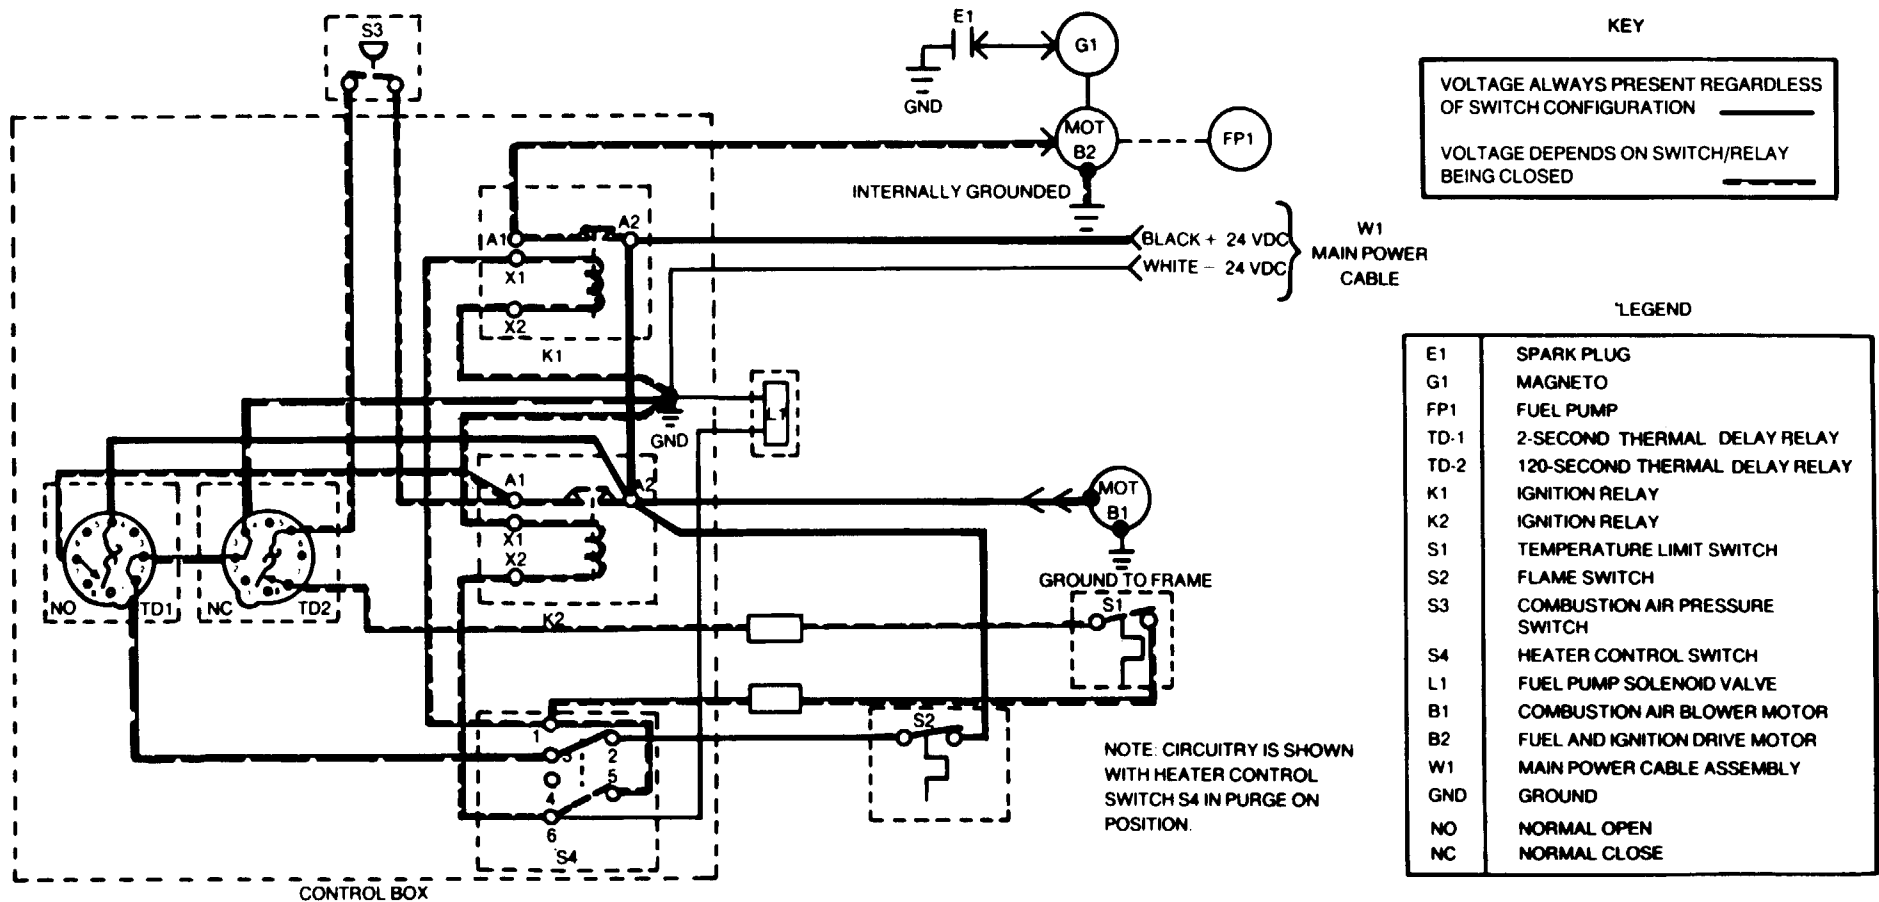 S3
E1
G1
GND
MOT
B2
FP1
INTERNALLY GROUNDED
KEY
VOLTAGE ALWAYS PRESENT REGARDLESS
OF SWITCH CONFIGURATION
VOLTAGE DEPENDS ON SWITCH/RELAY
BEING CLOSED
A1
A2
X1
X2
K1
BLACK + 24 VDC
WHITE - 24 VDC
W1
MAIN POWER
CABLE
L1
GND
A1
A2
X1
X2
K2
MOT
B1
GROUND TO FRAME
NO
TD1
NC
TD2
S1
S2
1
2
3
4
5
6
S4
CONTROL BOX
NOTE: CIRCUITRY IS SHOWN
WITH HEATER CONTROL
SWITCH S4 IN PURGE ON
POSITION.
LEGEND
E1 SPARK PLUG
G1 MAGNETO
FP1 FUEL PUMP
TD-1 2-SECOND THERMAL DELAY RELAY
TD-2 120-SECOND THERMAL DELAY RELAY
K1 IGNITION RELAY
K2 IGNITION RELAY
S1 TEMPERATURE LIMIT SWITCH
S2 FLAME SWITCH
S3 COMBUSTION AIR PRESSURE
SWITCH
S4 HEATER CONTROL SWITCH
L1 FUEL PUMP SOLENOID VALVE
B1 COMBUSTION AIR BLOWER MOTOR
B2 FUEL AND IGNITION DRIVE MOTOR
W1 MAIN POWER CABLE ASSEMBLY
GND GROUND
NO NORMAL OPEN
NC NORMAL CLOSE